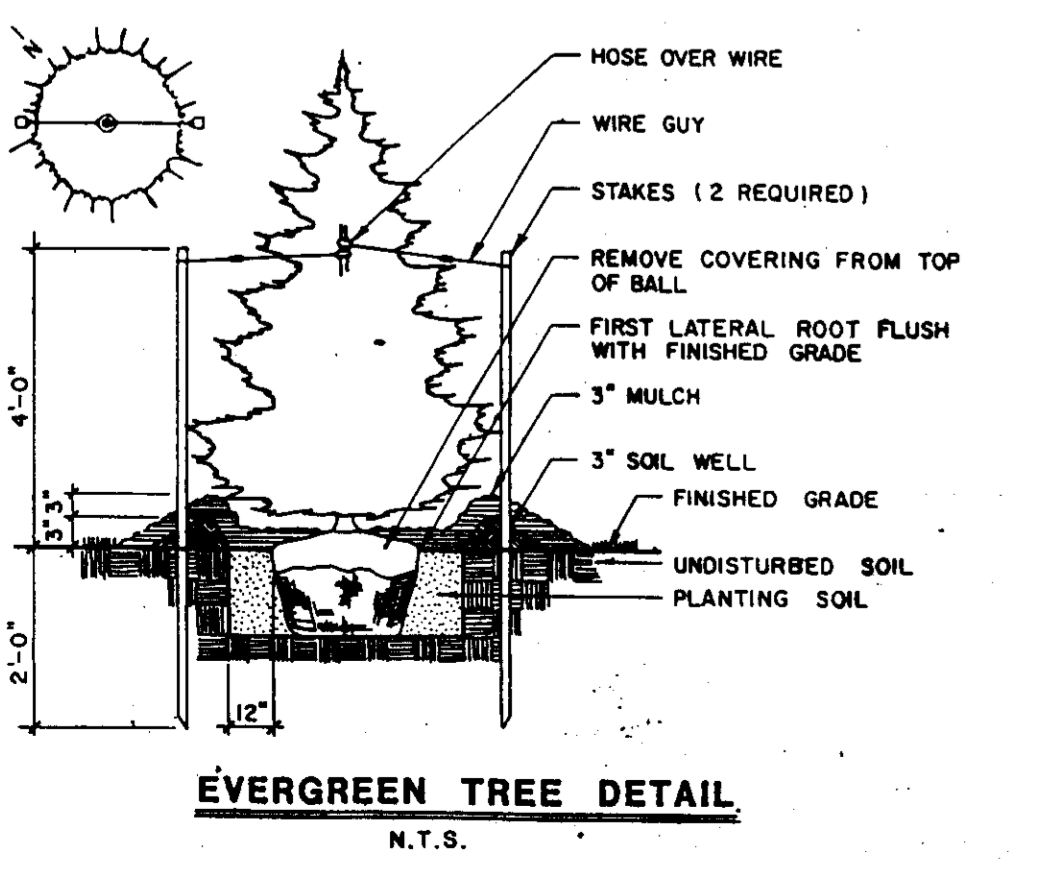 N
HOSE OVER WIRE
WIRE GUY
STAKES (2 REQUIRED)
REMOVE COVERING FROM TOP
OF BALL
FIRST LATERAL ROOT FLUSH
WITH FINISHED GRADE
3" MULCH
3" SOIL WELL
FINISHED GRADE
UNDISTURBED SOIL
PLANTING SOIL
4'-0"
3" 3"
2'-0"
12"
EVERGREEN TREE DETAIL
N.T.S.